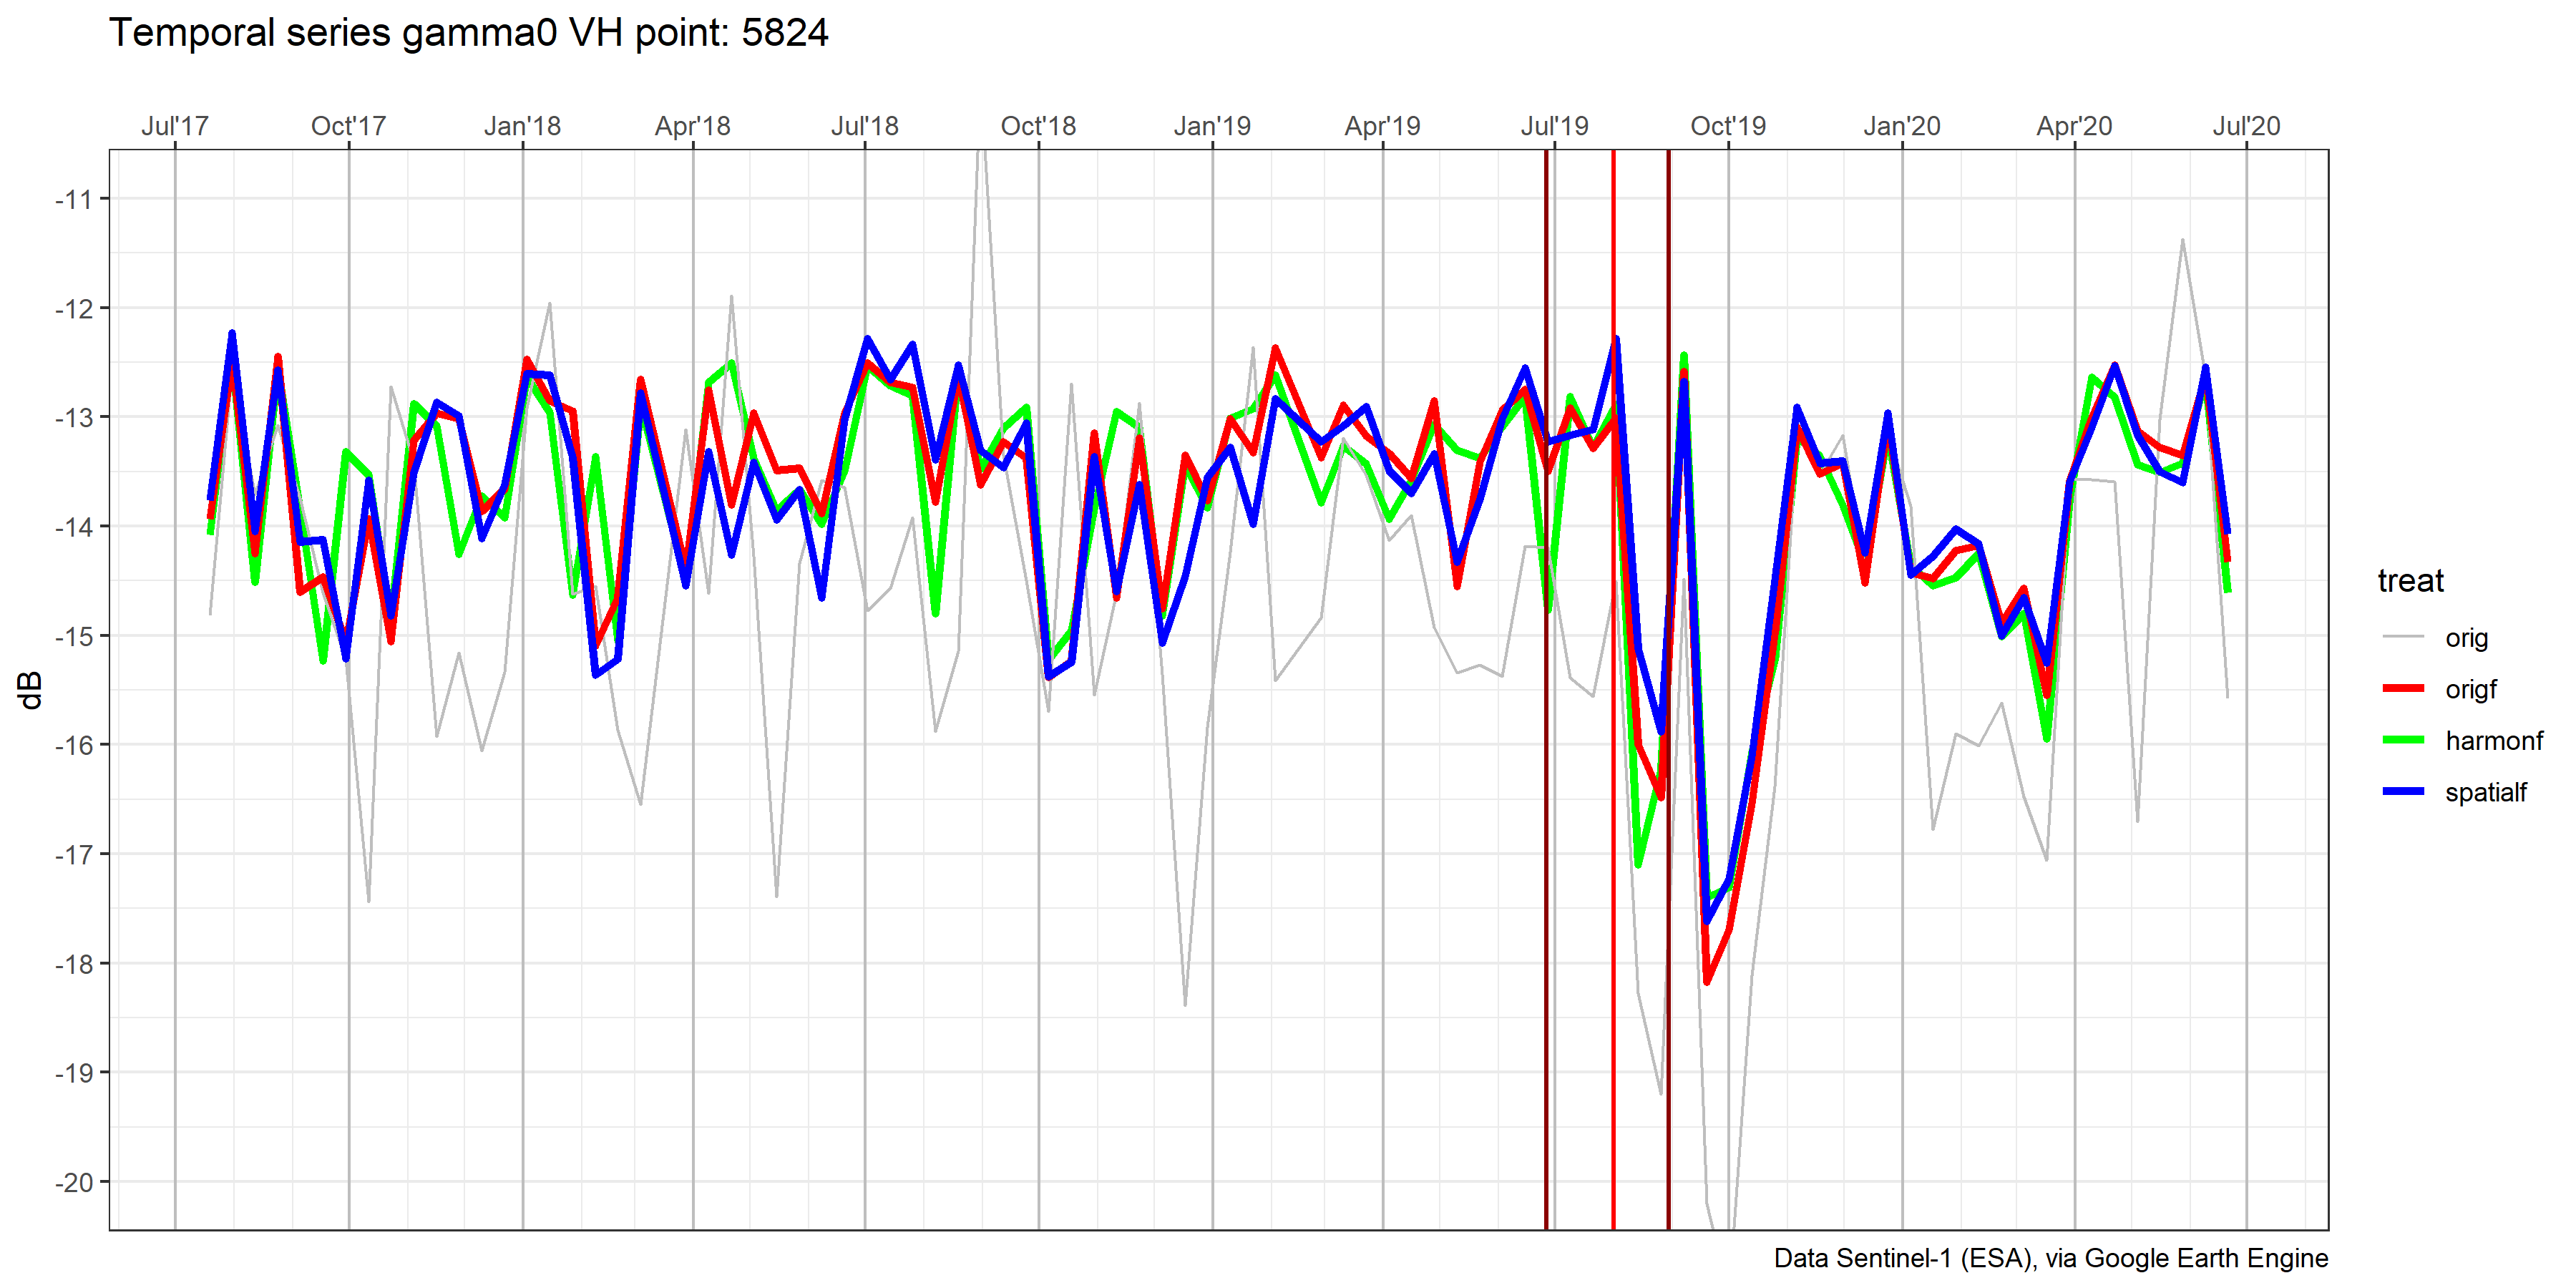 Temporal series gamma0 VH point: 5824
Jul'17 Oct'17 Jan'18 Apr'18 Jul'18 Oct'18 Jan'19 Apr'19 Jul'19 Oct'19 Jan'20 Apr'20 Jul'20
-11
-12
-13
-14
-15
-16
-17
-18
-19
-20
dB
treat
orig
origf
harmonf
spatialf
Data Sentinel-1 (ESA), via Google Earth Engine